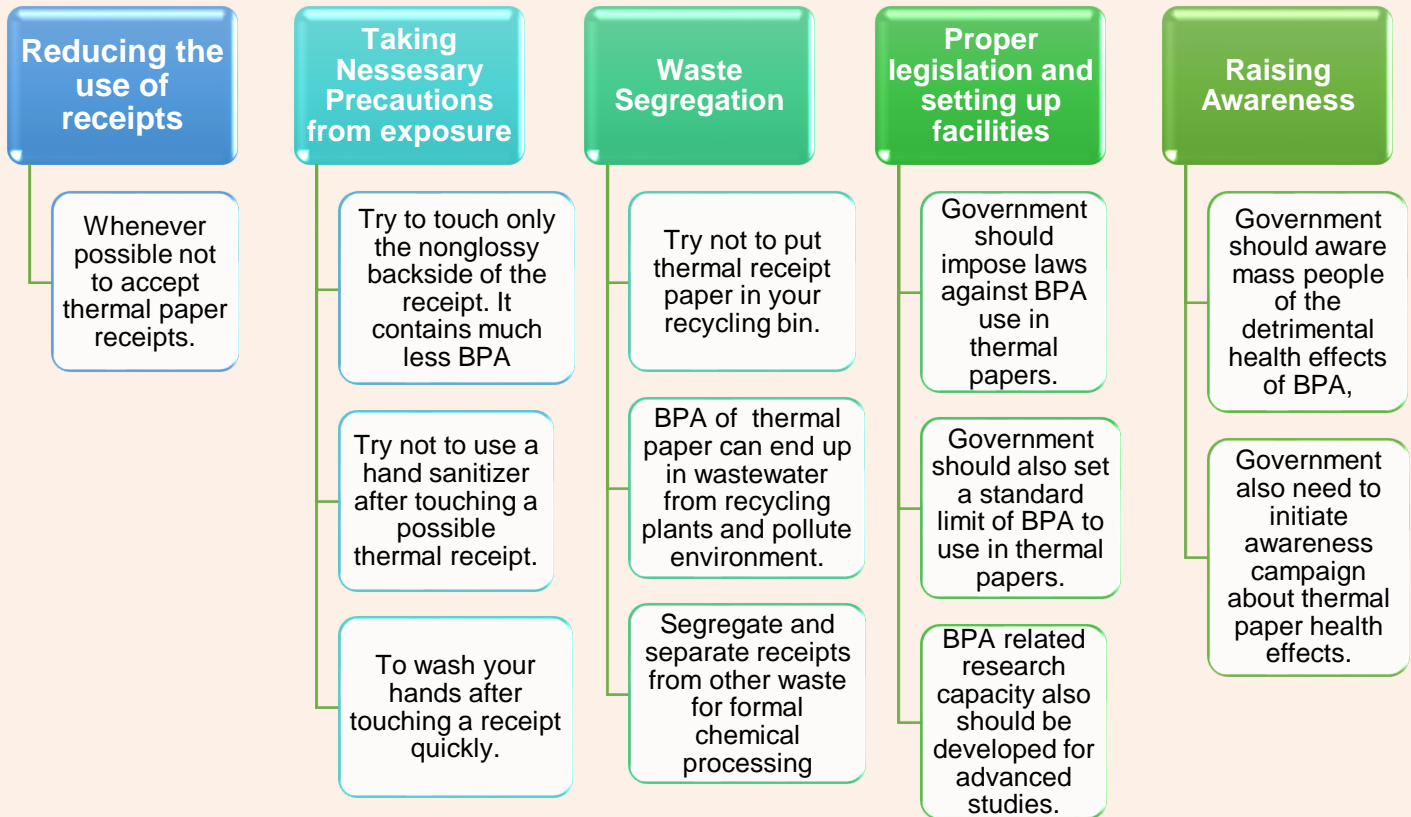 Reducing the
use of
receipts
Whenever
possible not
to accept
thermal paper
receipts.
Taking
Nessesary
Precautions
from exposure
Try to touch only
the nonglossy
backside of the
receipt. It
contains much
less BPA
Try not to use a
hand sanitizer
after touching a
possible
thermal receipt.
To wash your
hands after
touching a receipt
quickly.
Waste
Segregation
Try not to put
thermal receipt
paper in your
recycling bin.
BPA of thermal
paper can end up
in wastewater
from recycling
plants and pollute
environment.
Segregate and
separate receipts
from other waste
for formal
chemical
processing
Proper
legislation and
setting up
facilities
Government
should
impose laws
against BPA
use in
thermal
papers.
Government
should also set
a standard
limit of BPA to
use in thermal
papers.
BPA related
research
capacity also
should be
developed for
advanced
studies.
Raising
Awareness
Government
should aware
mass people
of the
detrimental
health effects
of BPA,
Government
also need to
initiate
awareness
campaign
about thermal
paper health
effects.